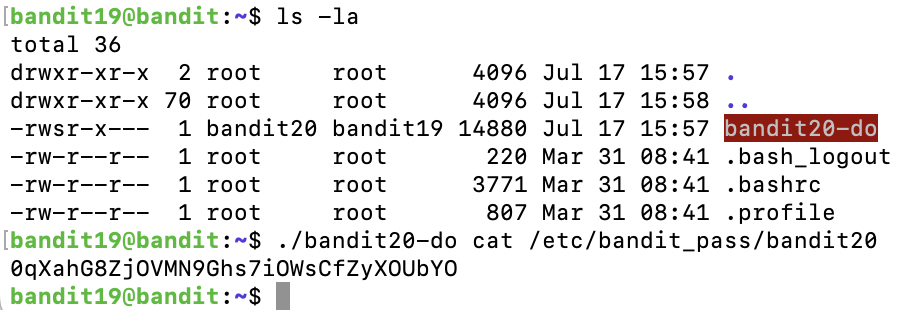 [bandit19@bandit:~$ ls -la
total 36
drwxr-xr-x  2 root     root      4096 Jul 17 15:57 .
drwxr-xr-x 70 root     root      4096 Jul 17 15:58 ..
-rwsr-x---  1 bandit20 bandit19 14880 Jul 17 15:57 bandit20-do
-rw-r--r--  1 root     root       220 Mar 31 08:41 .bash_logout
-rw-r--r--  1 root     root      3771 Mar 31 08:41 .bashrc
-rw-r--r--  1 root     root       807 Mar 31 08:41 .profile
[bandit19@bandit:~$ ./bandit20-do cat /etc/bandit_pass/bandit20
0qXahG8ZjOVMN9Ghs7iOWsCfZyXOUbYO
bandit19@bandit:~$